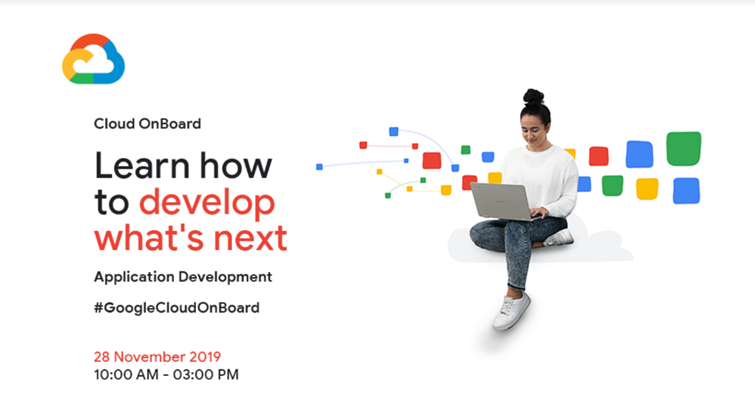 Cloud OnBoard
Learn how
to develop
what's next
Application Development
#GoogleCloudOnBoard
28 November 2019
10:00 AM - 03:00 PM